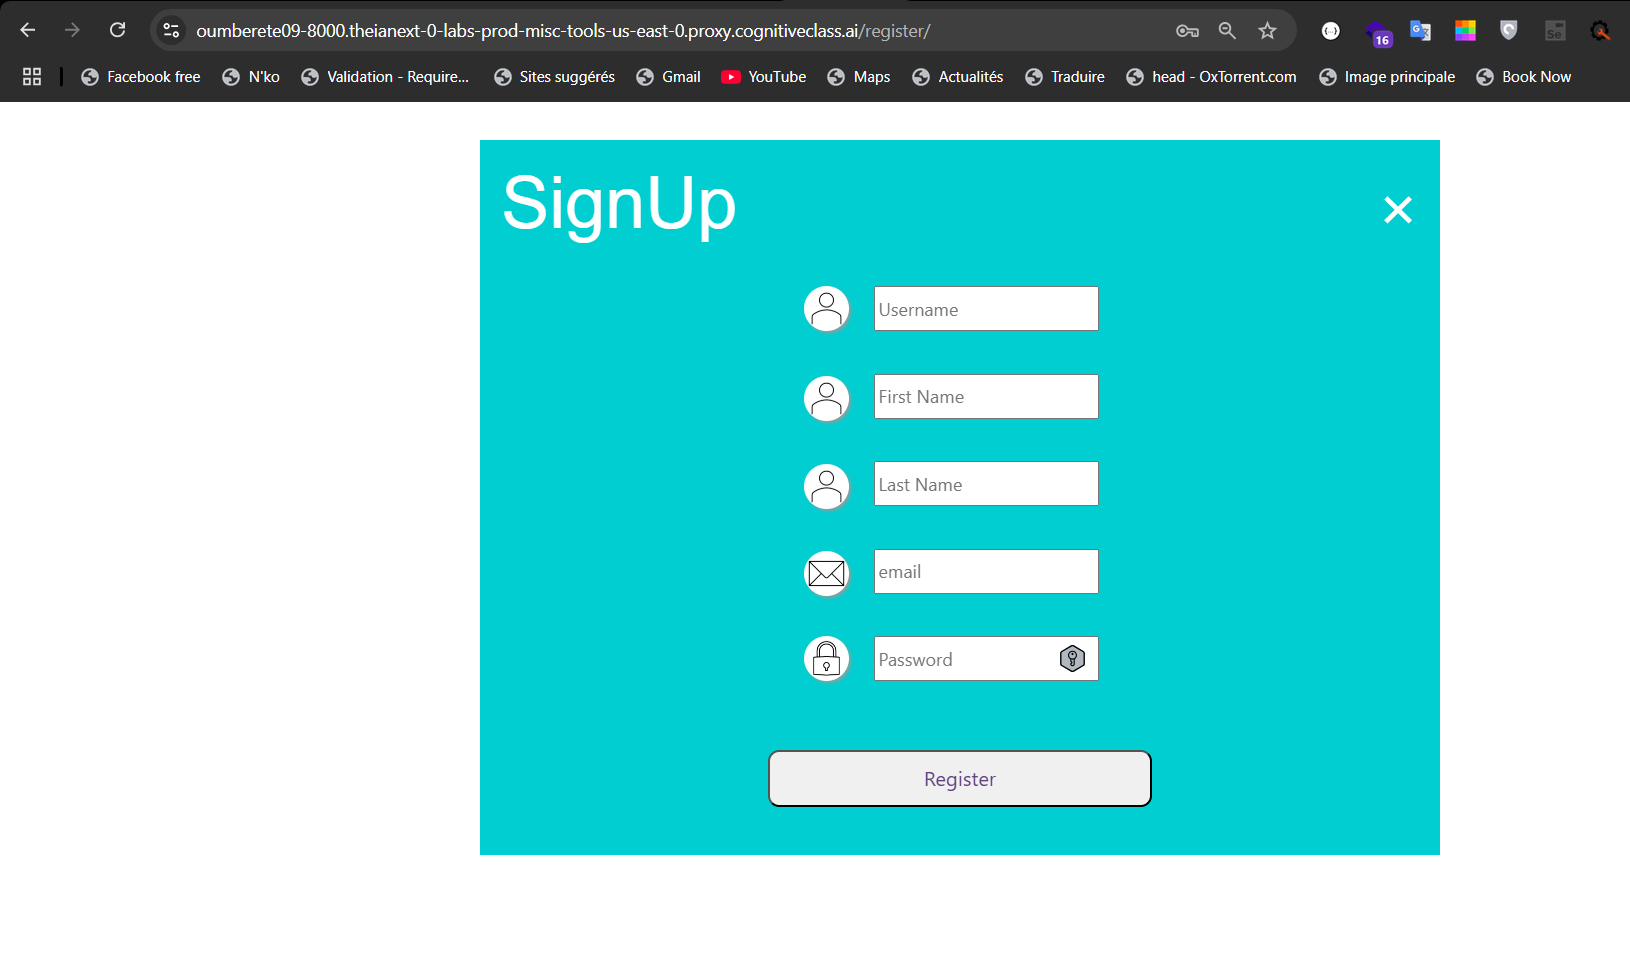 oumberete09-8000.theianext-0-labs-prod-misc-tools-us-east-0.proxy.cognitiveclass.ai/register/
16
Se
Facebook free N'ko Validation - Require... Sites suggérés Gmail YouTube Maps Actualités Traduire head - OxTorrent.com Image principale Book Now
SignUp
Username
First Name
Last Name
email
Password
Register